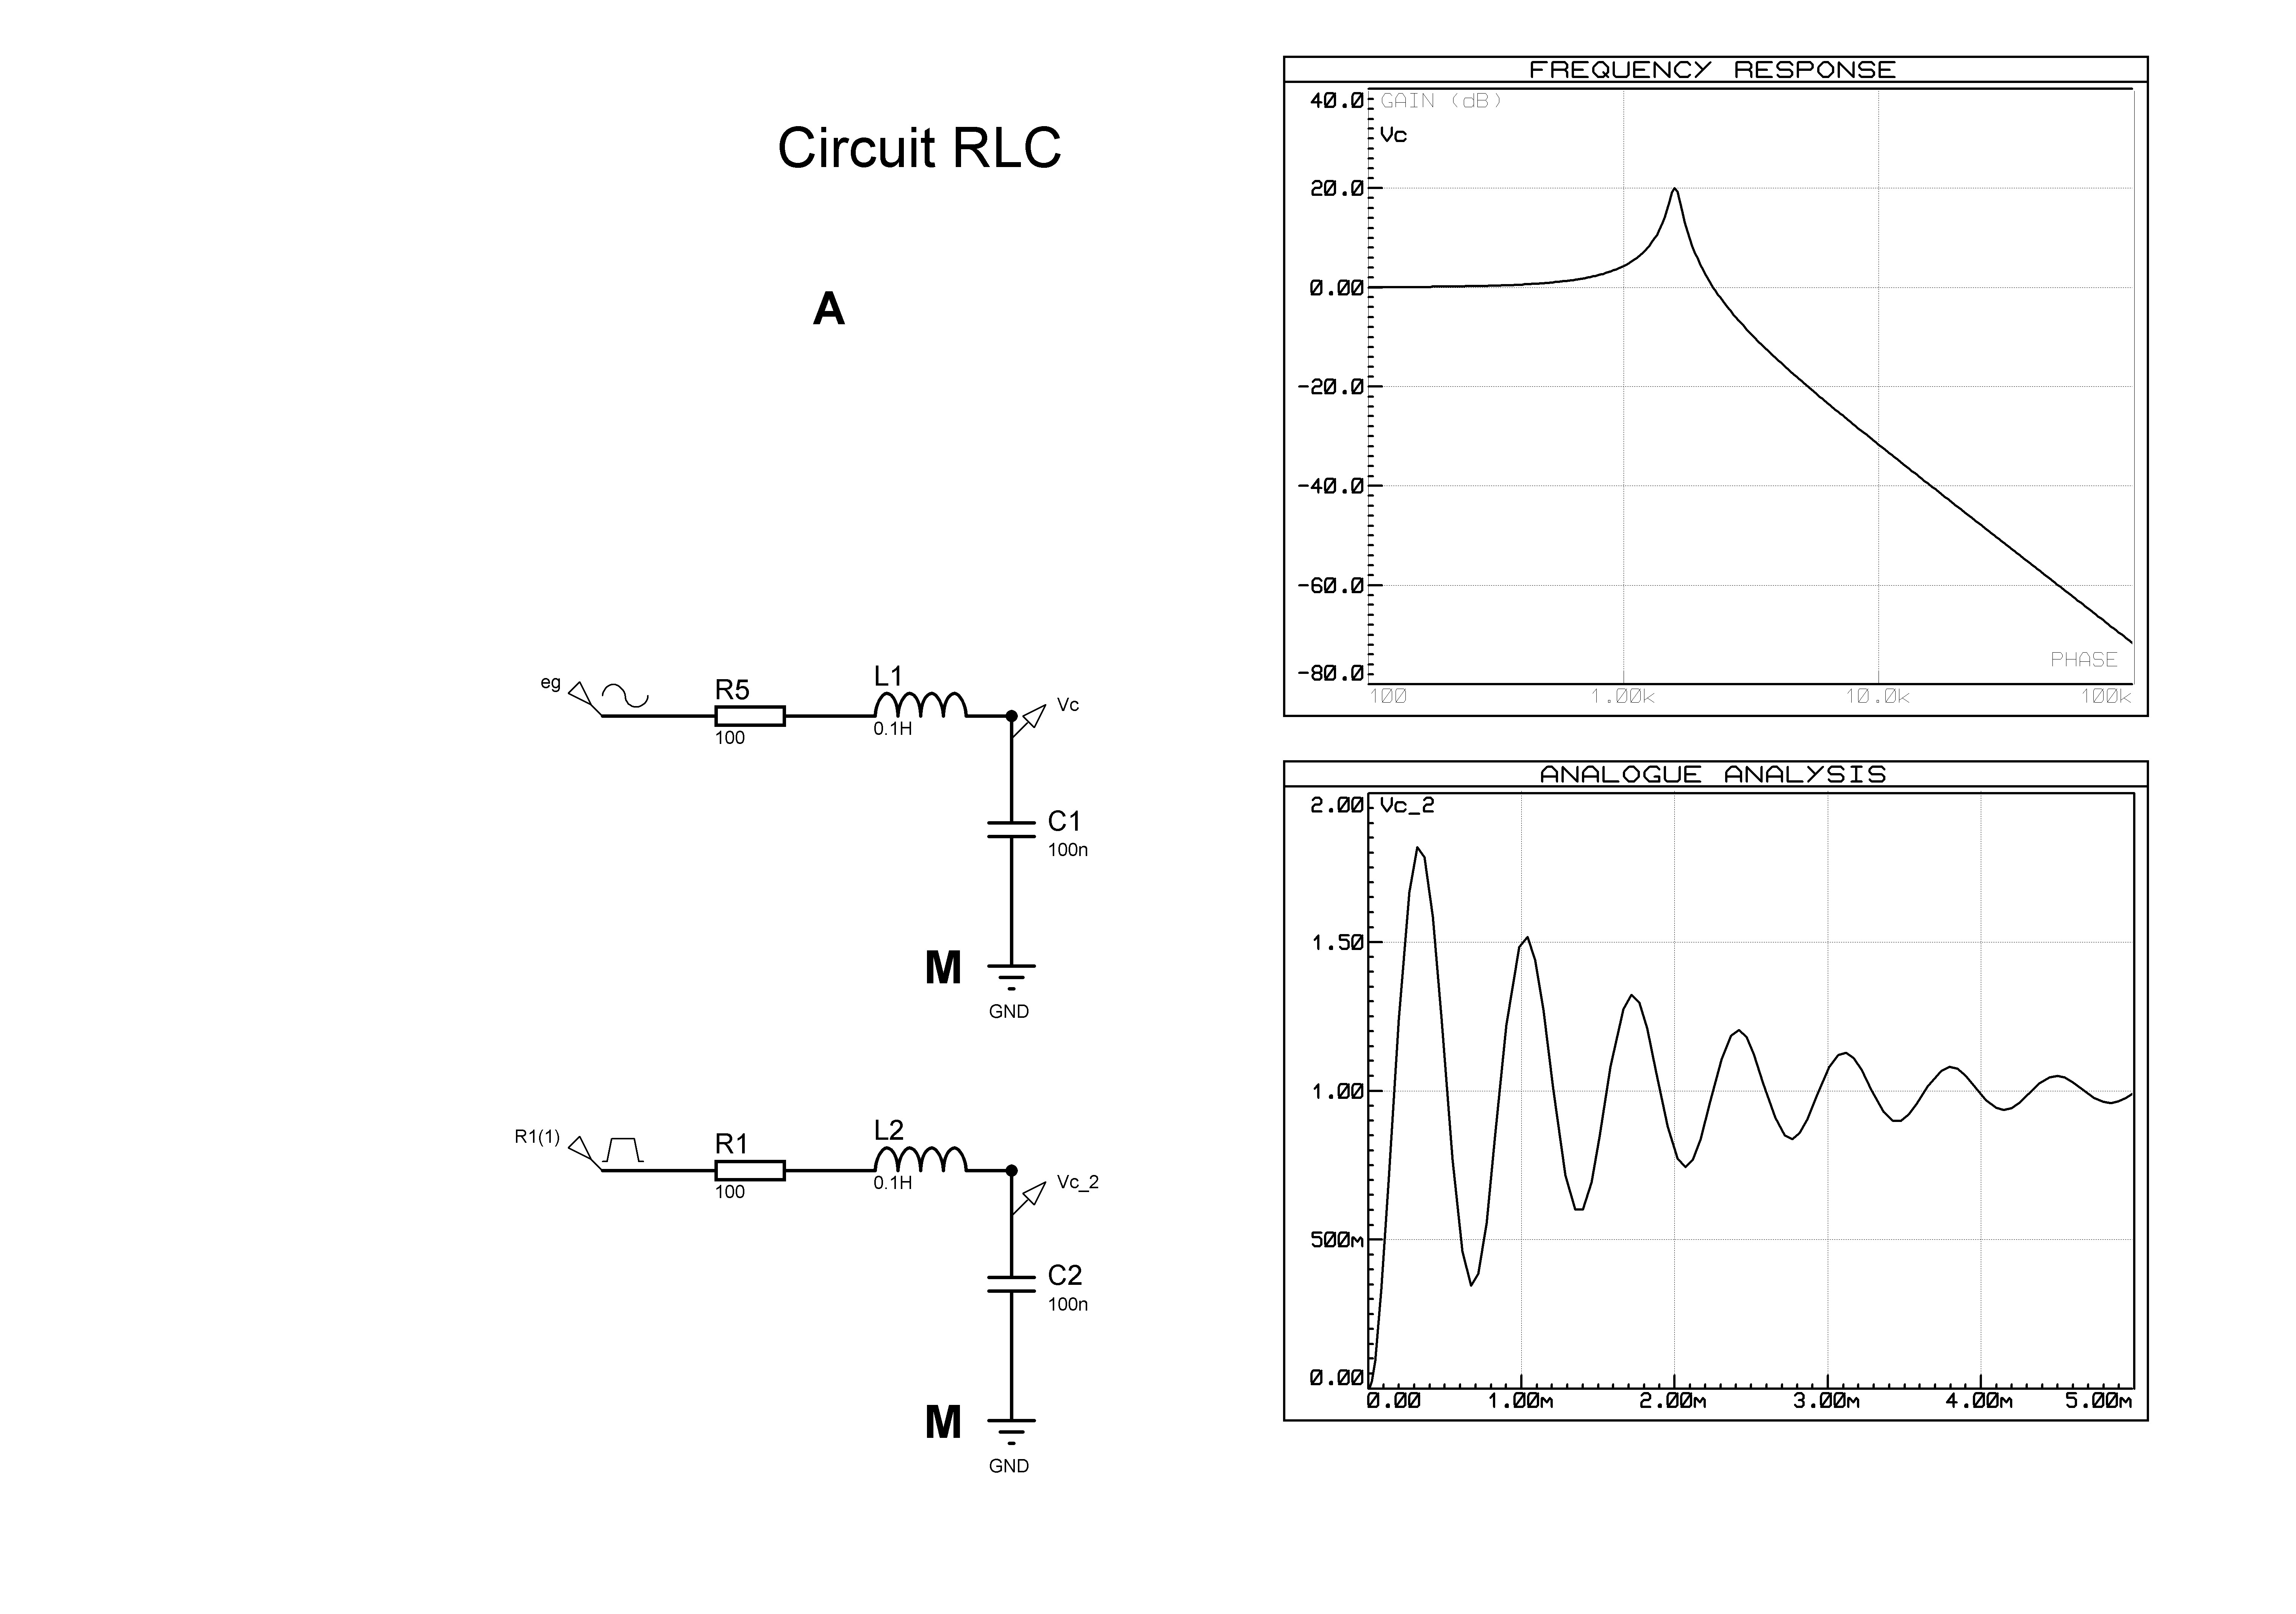 Circuit RLC
A
eg
R5
100
L1
0.1H
Vc
C1
100n
M
GND
R1(1)
R1
100
L2
0.1H
Vc_2
C2
100n
M
GND
FREQUENCY RESPONSE
40.0
GAIN (dB)
Vc
20.0
0.00
-20.0
-40.0
-60.0
-80.0
PHASE
100 1.00k 10.0k 100k
ANALOGUE ANALYSIS
2.00
Vc_2
1.50
1.00
500m
0.00
0.00 1.00m 2.00m 3.00m 4.00m 5.00m